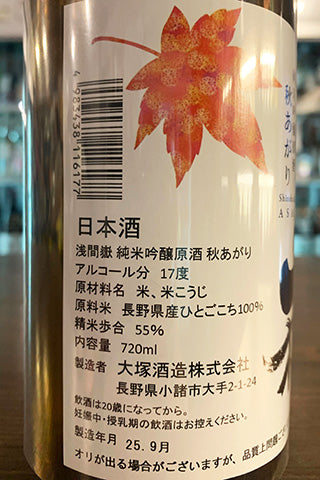 4 983438 116177
秋あがり
日本酒
浅間嶽 純米吟醸原酒 秋あがり
アルコール分 17度
原材料名 米、米こうじ
原料米 長野県産ひとごこち100%
精米歩合 55%
内容量 720ml
製造者 大塚酒造株式会社
長野県小諸市大手2-1-24
飲酒は20歳になってから。
妊娠中・授乳期の飲酒はお控えください。
製造年月 25.9月
オリが出る場合がございますが、品質上問題ござ